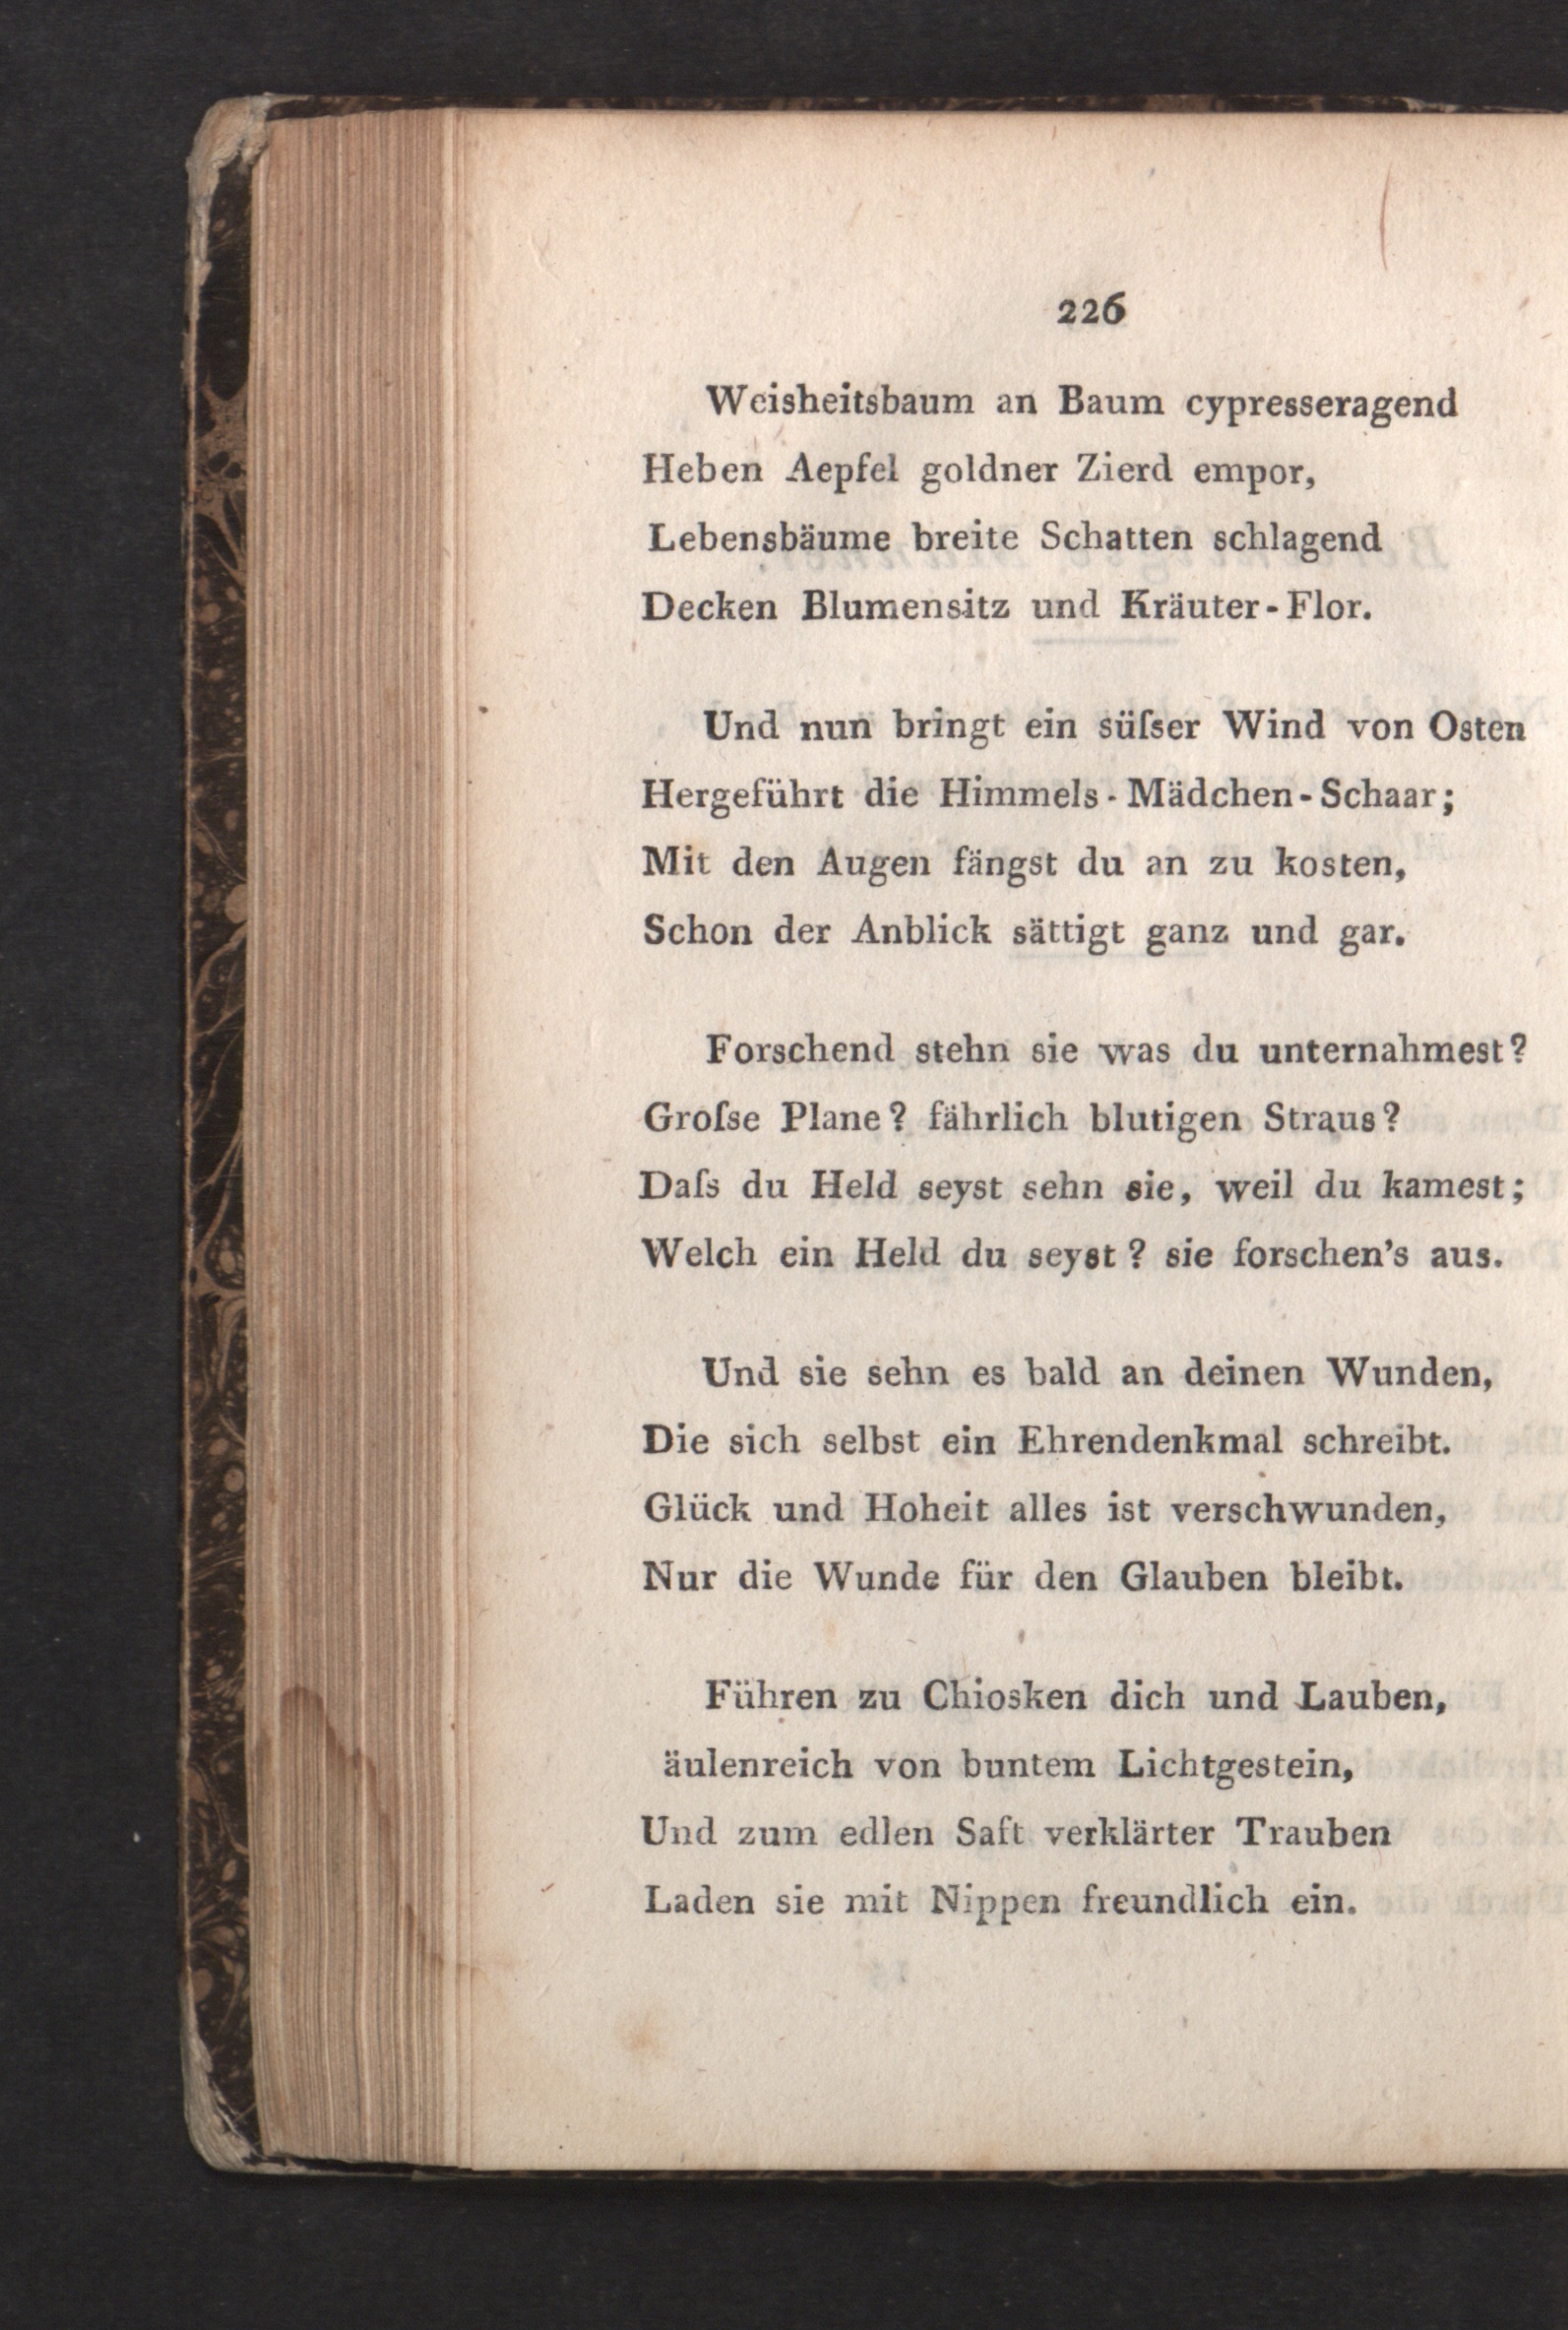 226
Weisheitsbaum an Baum cypresseragend
Heben Aepfel goldner Zierd empor,
Lebensbäume breite Schatten schlagend
Decken Blumensitz und Kräuter-Flor.
Und nun bringt ein süſser Wind von Osten
Hergeführt die Himmels-Mädchen-Schaar;
Mit den Augen fängst du an zu kosten,
Schon der Anblick sättigt ganz und gar.
Forschend stehn sie was du unternahmest?
Groſse Plane? fährlich blutigen Straus?
Daſs du Held seyst sehn sie, weil du kamest;
Welch ein Held du seyst? sie forschen's aus.
Und sie sehn es bald an deinen Wunden,
Die sich selbst ein Ehrendenkmal schreibt.
Glück und Hoheit alles ist verschwunden,
Nur die Wunde für den Glauben bleibt.
Führen zu Chiosken dich und Lauben,
äulenreich von buntem Lichtgestein,
Und zum edlen Saft verklärter Trauben
Laden sie mit Nippen freundlich ein.